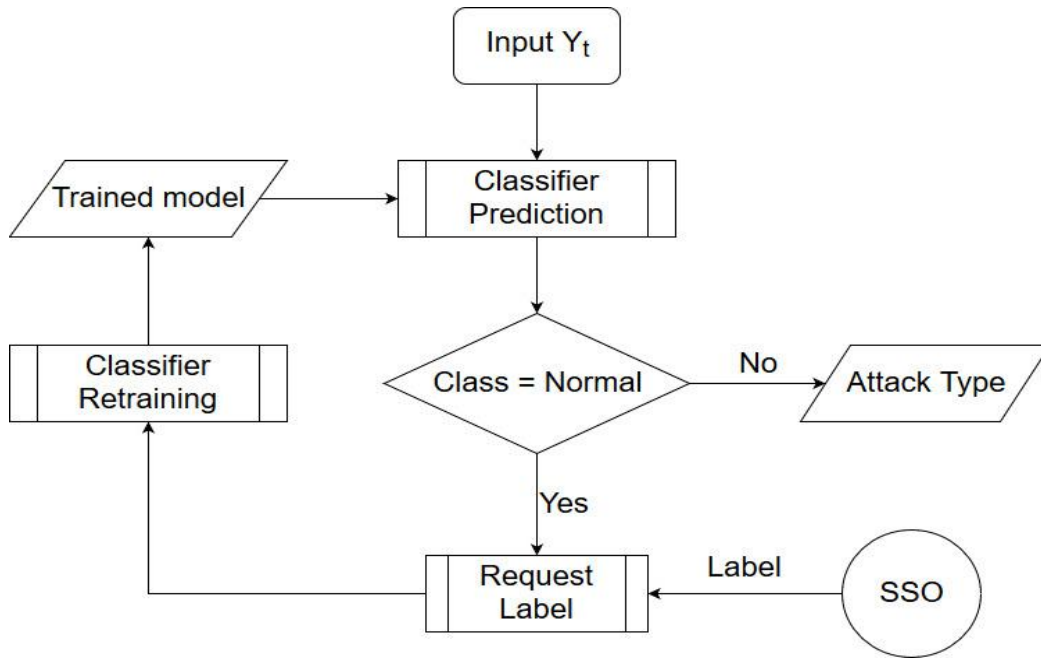 Input Yt
Trained model
Classifier
Prediction
Classifier
Retraining
Class = Normal
No
Attack Type
Yes
Request
Label
Label
SSO